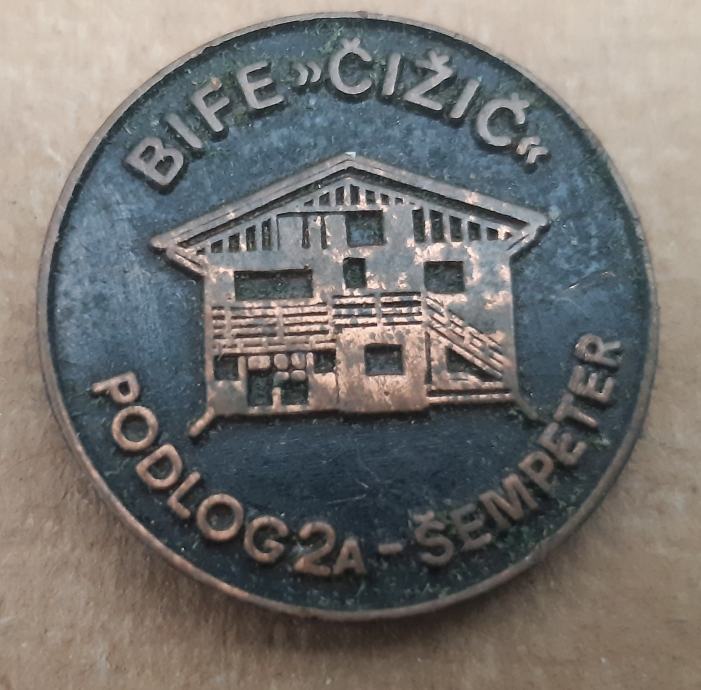 BIFE »ČIŽIČ«
PODLOG 2A - ŠEMPETER